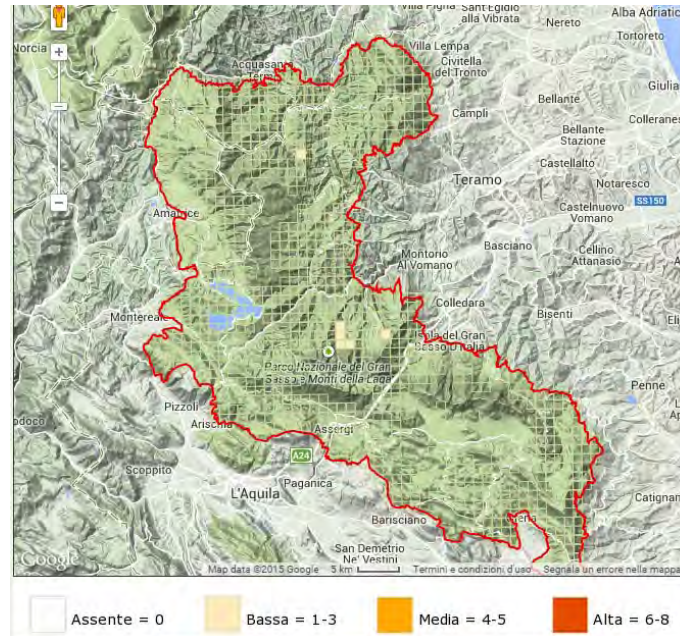 Villa Pigna
Sant'Egidio
alla Vibrata
Alba Adriatic
Norcia
Nereto
Tortoreto
Villa Lempa
Acquasanta
Term
Civitella
del Tronto
Giulia
Bellante
Campli
Colleranes
Bellante
Stazione
Castellalto
Teramo
Notaresco
SS150
Castelnuovo
Vomano
Amatrice
Basciano
Cellino
Attanasio
Montorio
Al Vomano
Colledara
Montereale
Bisenti
Isola del Gran
Sasso d'Italia
Parco Nazionale del Gran
Sasso e Monti della Laga
Penne
Pizzoli
Arischia
Assergi
A24
Scoppito
Paganica
L'Aquila
Catignan
Barisciano
San Demetrio
Ne' Vestini
Google
Map data ©2015 Google
5 km
Termini e condizioni d'uso
Segnala un errore nella mappa
Assente = 0
Bassa = 1-3
Media = 4-5
Alta = 6-8